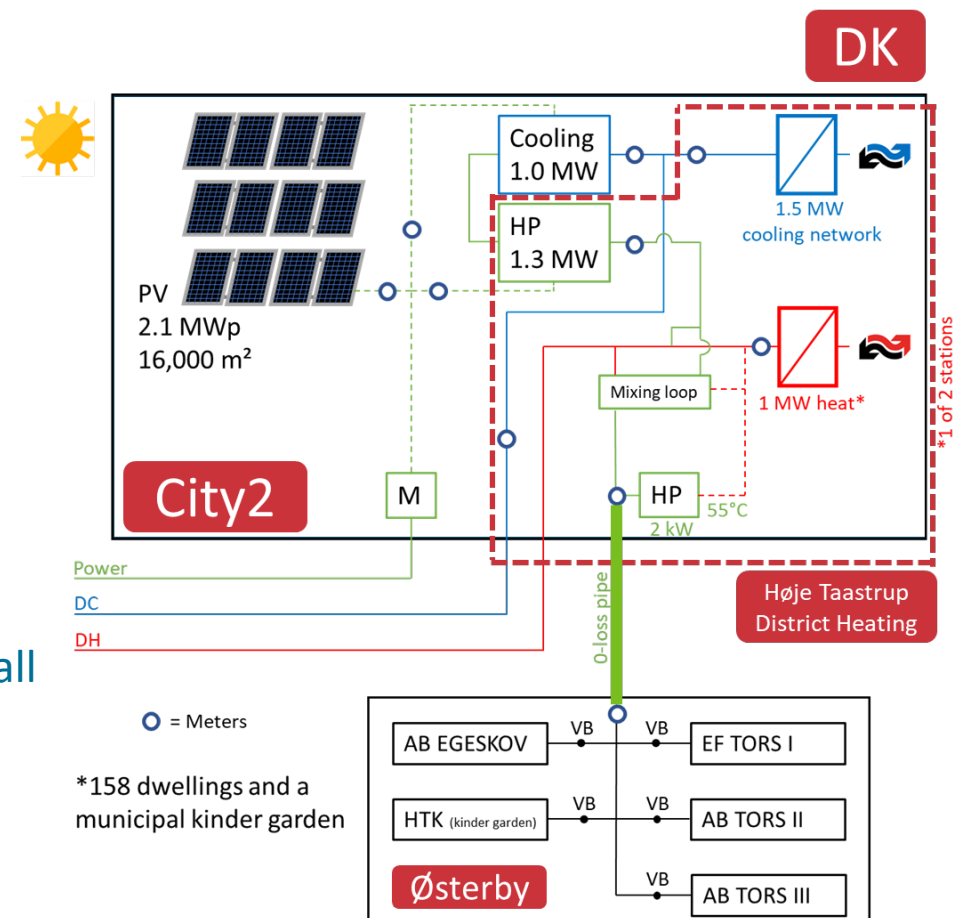 DK
Cooling
1.0 MW
HP
1.3 MW
1.5 MW
cooling network
PV
2.1 MWp
16,000 m²
Mixing loop
1 MW heat*
*1 of 2 stations
City2
M
HP
55°C
2 kW
Power
DC
DH
0-loss pipe
Høje Taastrup
District Heating
all
= Meters
*158 dwellings and a
municipal kinder garden
AB EGESKOV
VB
VB
EF TORS I
HTK (kinder garden)
VB
VB
AB TORS II
Østerby
VB
AB TORS III